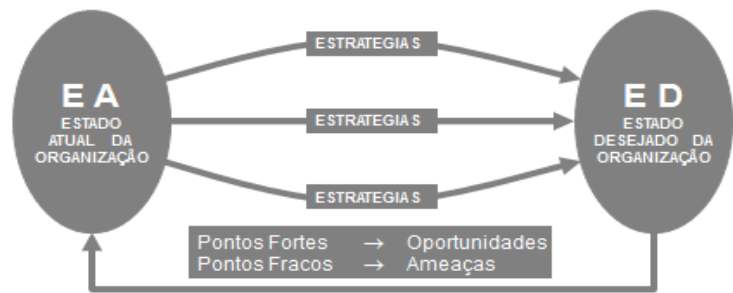 E A
ESTADO
ATUAL DA
ORGANIZAÇÃO
ESTRATEGIAS
ESTRATEGIAS
ESTRATEGIAS
E D
ESTADO
DESEJADO DA
ORGANIZAÇÃO
Pontos Fortes → Oportunidades
Pontos Fracos → Ameaças